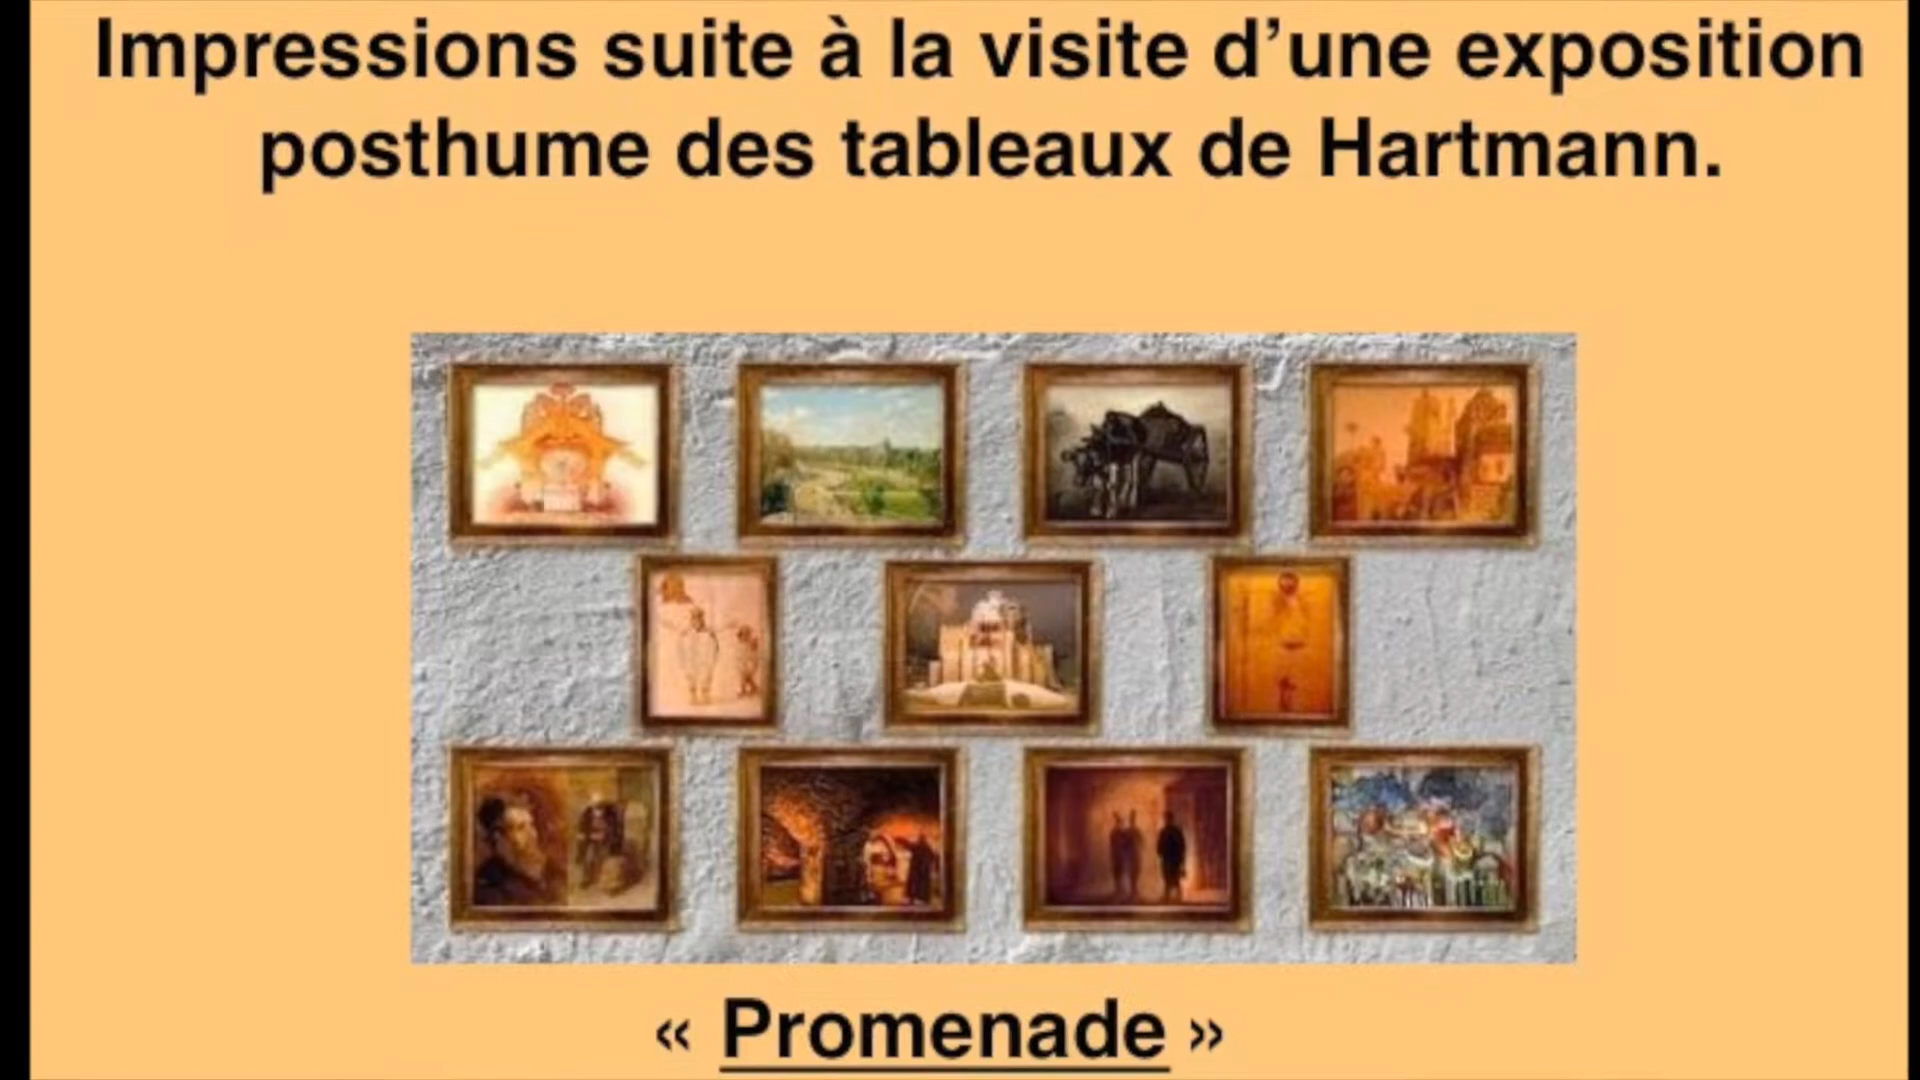 Impressions suite à la visite d’une exposition
posthume des tableaux de Hartmann.
« Promenade »